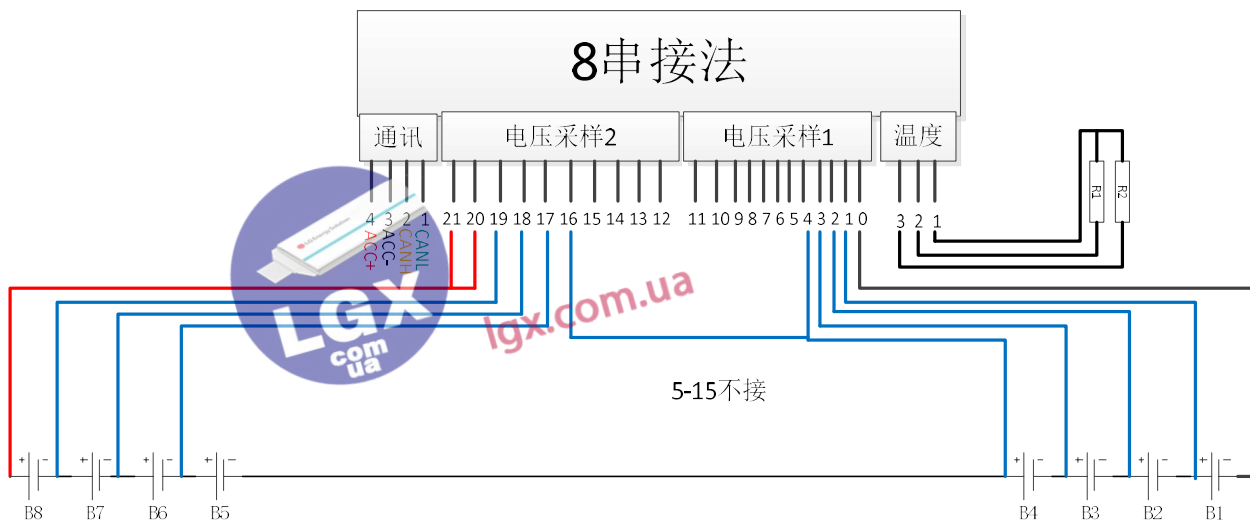 8串接法
通讯 电压采样2 电压采样1 温度
4 3 2 1 21 20 19 18 17 16 15 14 13 12 11 10 9 8 7 6 5 4 3 2 1 0 3 2 1
ACC+ ACC- CANH CANL
R1 R2
LG Energy Solution
LGX
com
ua
lgx.com.ua
5-15不接
+ - + - + - + - + - + - + - + -
B8 B7 B6 B5 B4 B3 B2 B1